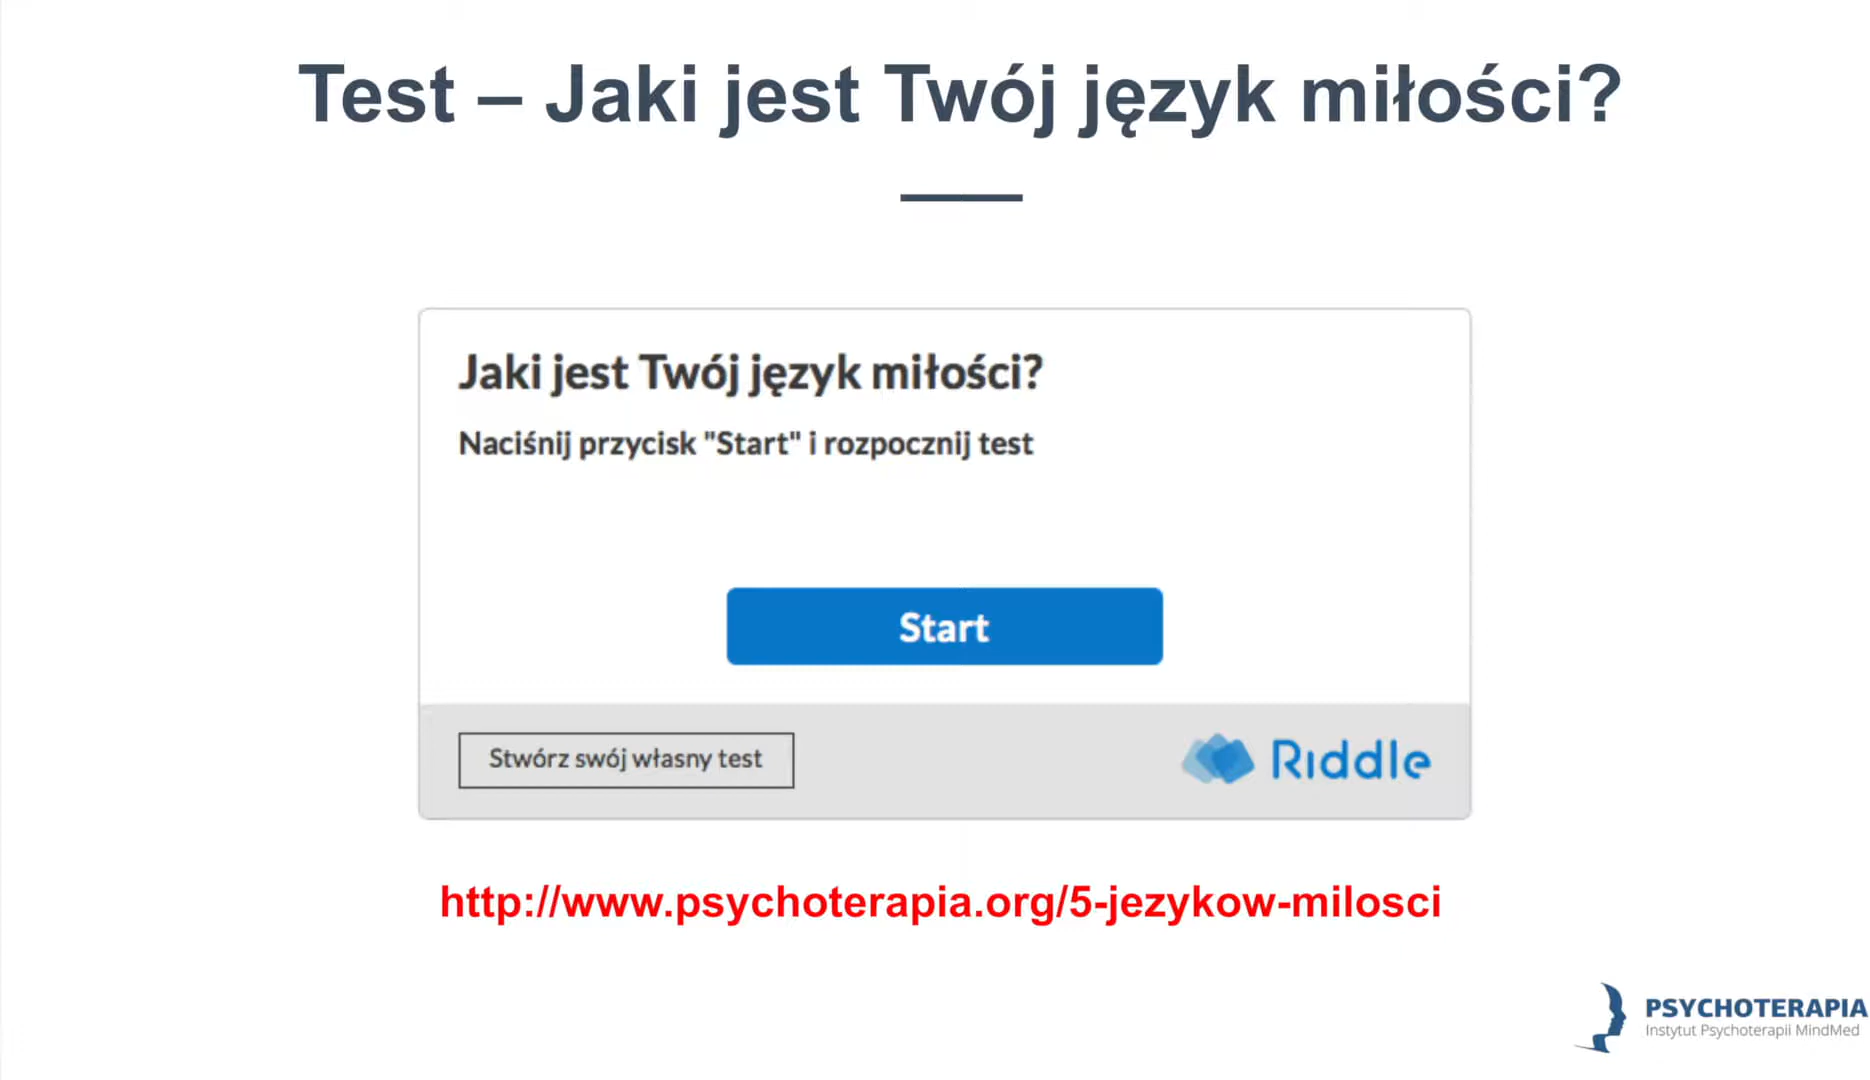 Test – Jaki jest Twój język miłości?
Jaki jest Twój język miłości?
Naciśnij przycisk "Start" i rozpocznij test
Start
Stwórz swój własny test
Riddle
http://www.psychoterapia.org/5-jezykow-milosci
PSYCHOTERAPIA
Instytut Psychoterapii MindMed